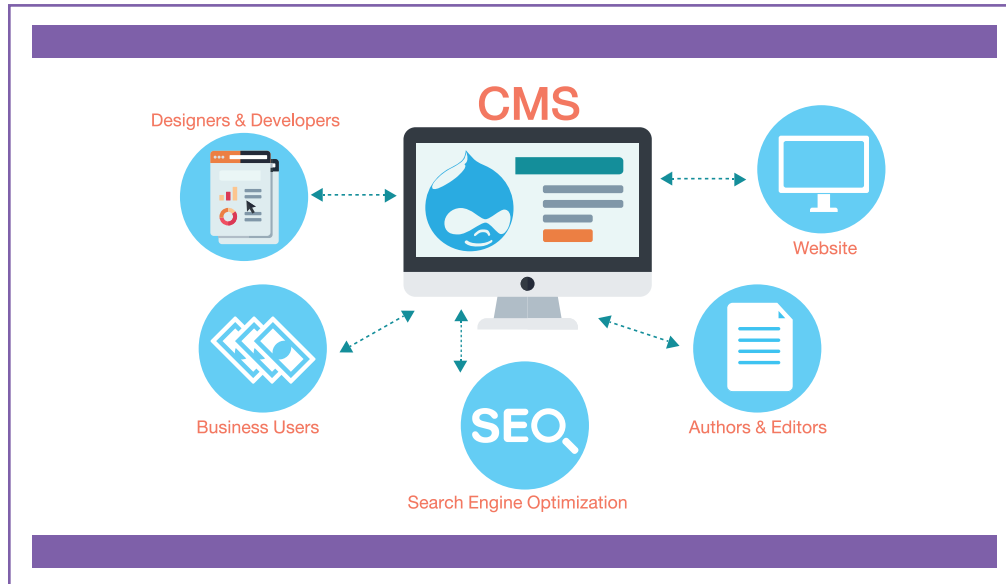 CMS
Designers & Developers
Website
Business Users
Authors & Editors
SEO
Search Engine Optimization